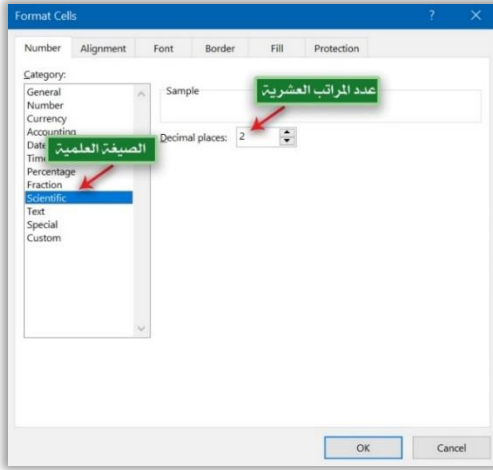 Format Cells ? ×
Number Alignment Font Border Fill Protection
Category:
General
Number
Currency
Accounting
Date
Percentage
Fraction
Scientific
Text
Special
Custom
الصيغة العلمية
Sample
عدد المراتب العشرية
Decimal places: 2
OK Cancel